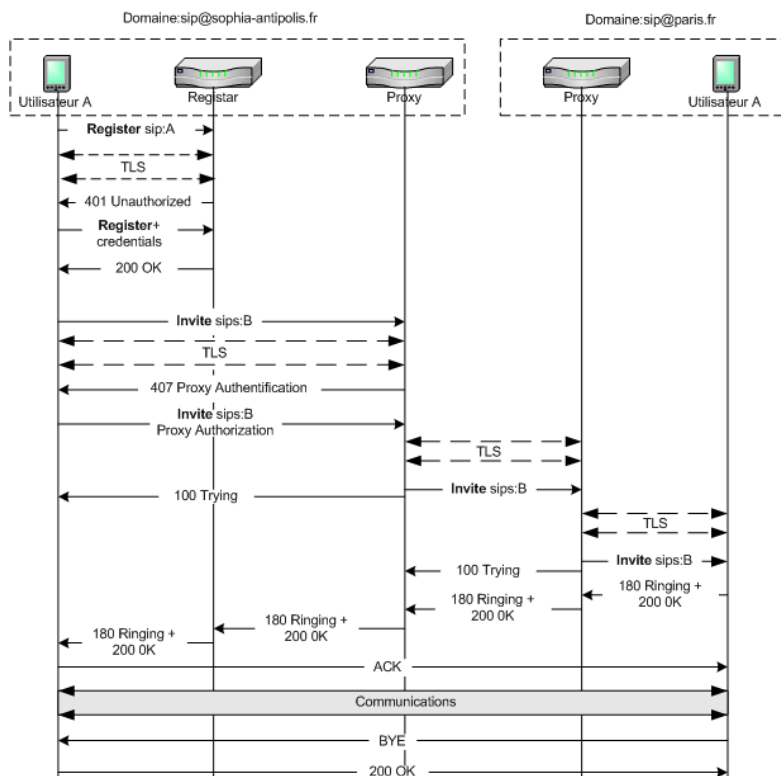 Domaine:sip@sophia-antipolis.fr
Domaine:sip@paris.fr
Utilisateur A
Registar
Proxy
Proxy
Utilisateur A
Register sip:A
TLS
401 Unauthorized
Register+
credentials
200 OK
Invite sips:B
TLS
407 Proxy Authentification
Invite sips:B
Proxy Authorization
TLS
Invite sips:B
100 Trying
TLS
Invite sips:B
100 Trying
180 Ringing +
200 0K
180 Ringing +
200 0K
180 Ringing +
200 0K
180 Ringing +
200 0K
ACK
Communications
BYE
200 OK